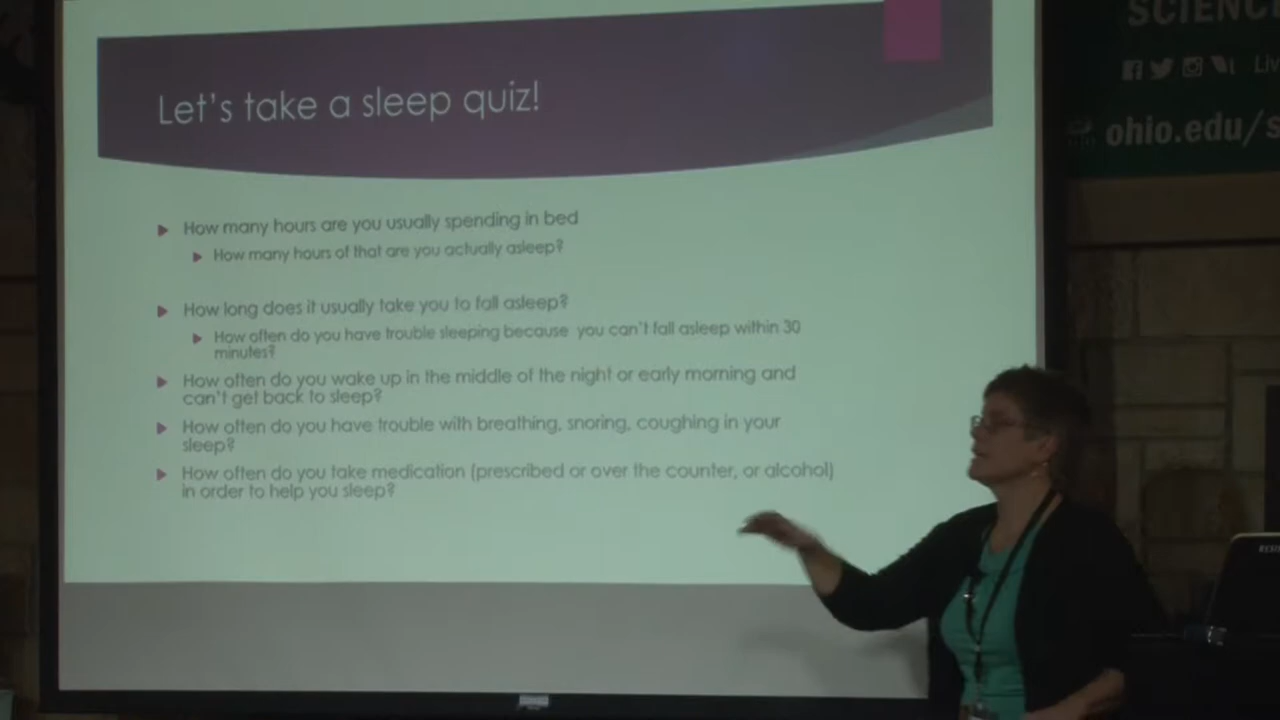 Let's take a sleep quiz!
How many hours are you usually spending in bed
How many hours of that are you actually asleep?
How long does it usually take you to fall asleep?
How often do you have trouble sleeping because you can't fall asleep within 30
minutes?
How often do you wake up in the middle of the night or early morning and
can't get back to sleep?
How often do you have trouble with breathing, snoring, coughing in your
sleep?
How often do you take medication (prescribed or over the counter, or alcohol)
in order to help you sleep?
SCIENC
Liv
ohio.edu/s